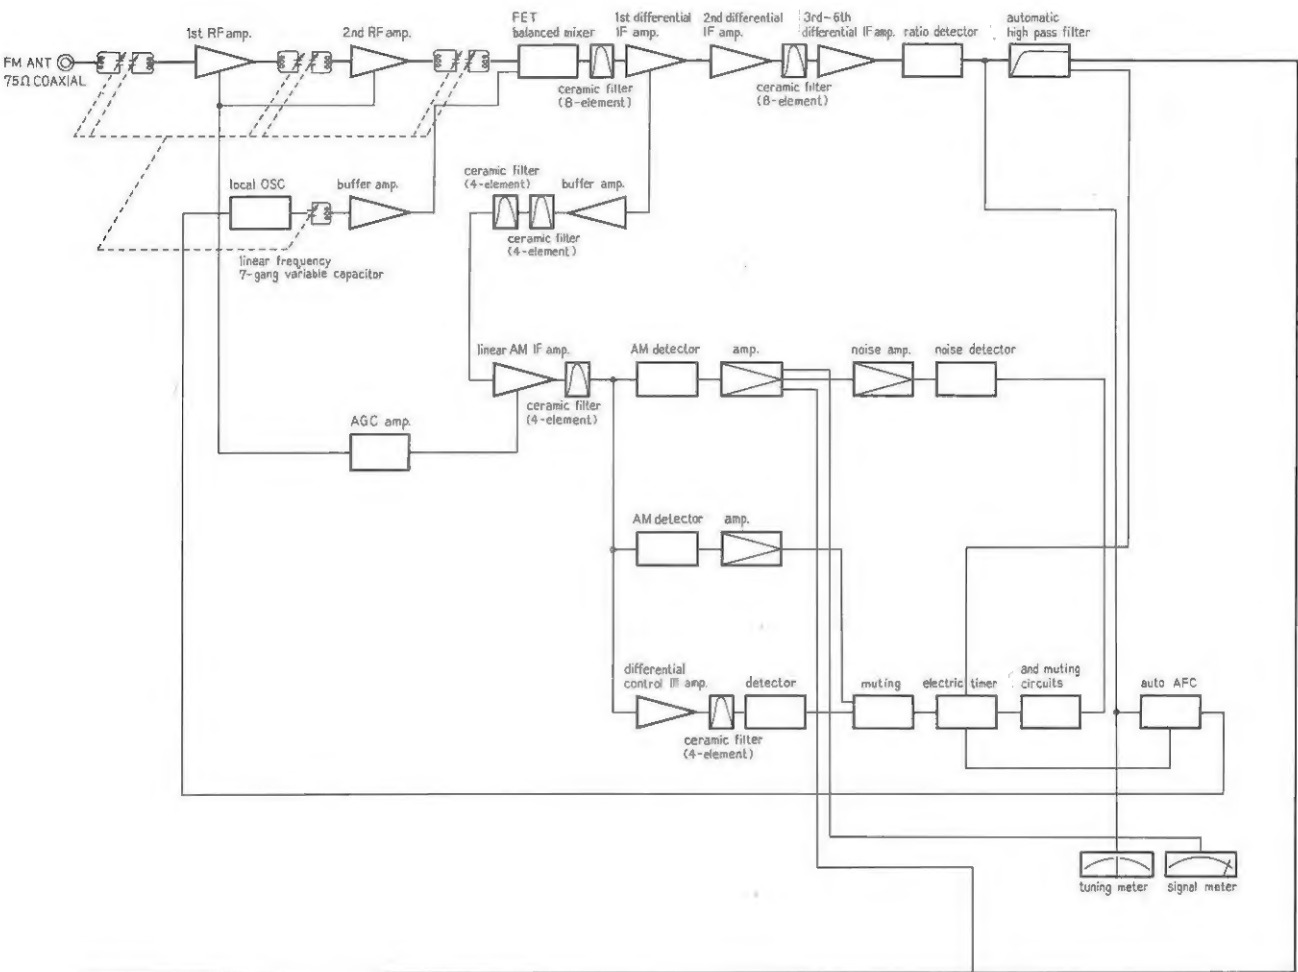 FM ANT
75Ω COAXIAL
1st RF amp.
2nd RF amp.
FET
balanced mixer
ceramic filter
(8-element)
1st differential
IF amp.
2nd differential
IF amp.
ceramic filter
(8-element)
3rd~6th
differential IF amp.
ratio detector
automatic
high pass filter
local OSC
buffer amp.
linear frequency
7-gang variable capacitor
ceramic filter
(4-element)
ceramic filter
(4-element)
buffer amp.
linear AM IF amp.
ceramic filter
(4-element)
AM detector
amp.
noise amp.
noise detector
AGC amp.
AM detector
amp.
differential
control IF amp.
ceramic filter
(4-element)
detector
muting
electric timer
and muting
circuits
auto AFC
tuning meter
signal meter